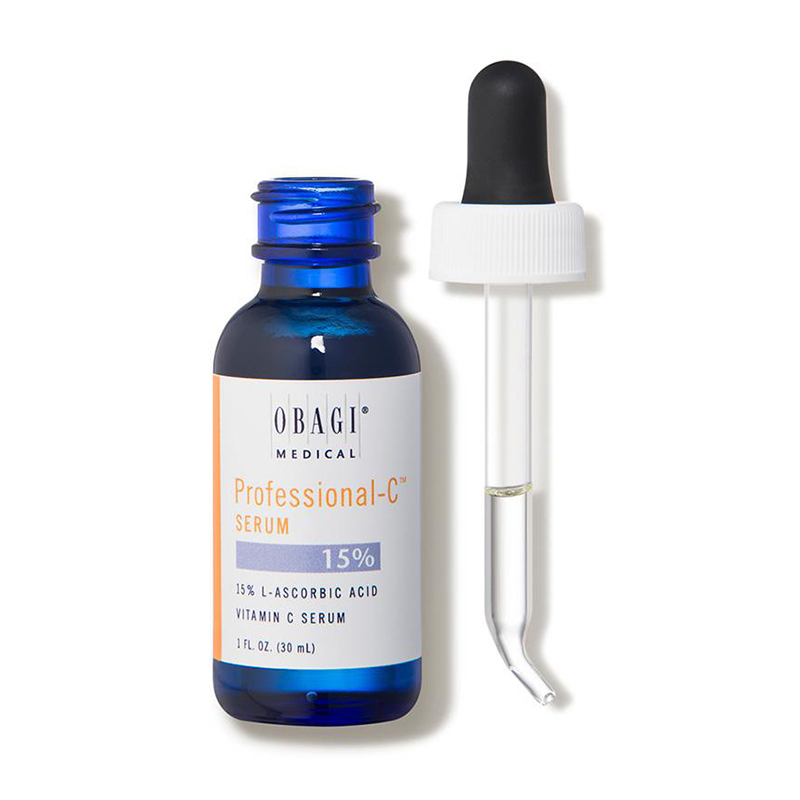 OBAGI®
MEDICAL
Professional-C™
SERUM
15%
15% L-ASCORBIC ACID
VITAMIN C SERUM
1 FL. OZ. (30 mL)